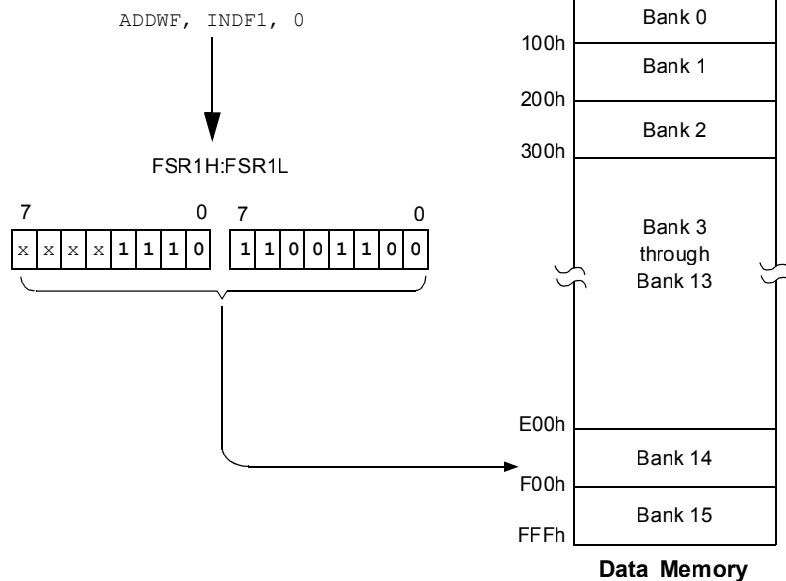 ADDWF, INDF1, 0
FSR1H:FSR1L
7 0 7 0
x x x x 1 1 1 0 1 1 0 0 1 1 0 0
Bank 0
100h
Bank 1
200h
Bank 2
300h
Bank 3
through
Bank 13
E00h
Bank 14
F00h
Bank 15
FFFh
Data Memory